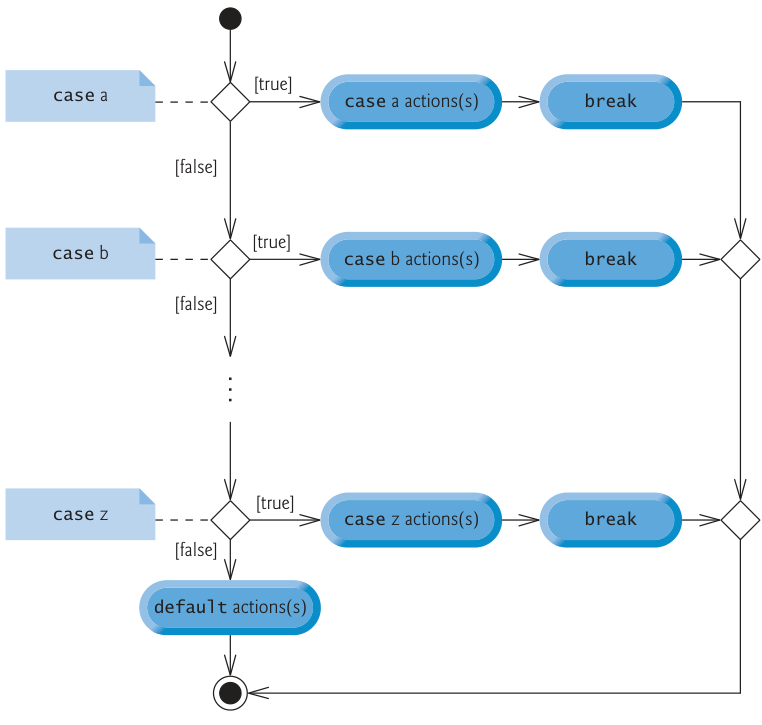 case a
[true]
case a actions(s)
break
[false]
case b
[true]
case b actions(s)
break
[false]
case z
[true]
case z actions(s)
break
[false]
default actions(s)